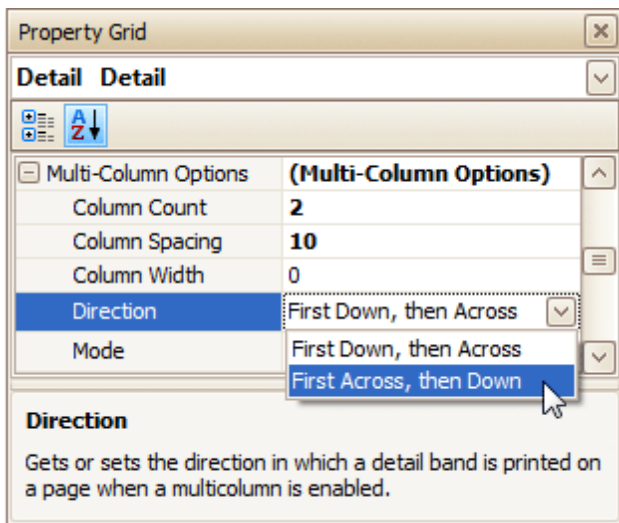 Property Grid
Detail Detail
A
Z
Multi-Column Options (Multi-Column Options)
Column Count 2
Column Spacing 10
Column Width 0
Direction First Down, then Across
Mode First Down, then Across
First Across, then Down
Direction
Gets or sets the direction in which a detail band is printed on
a page when a multicolumn is enabled.